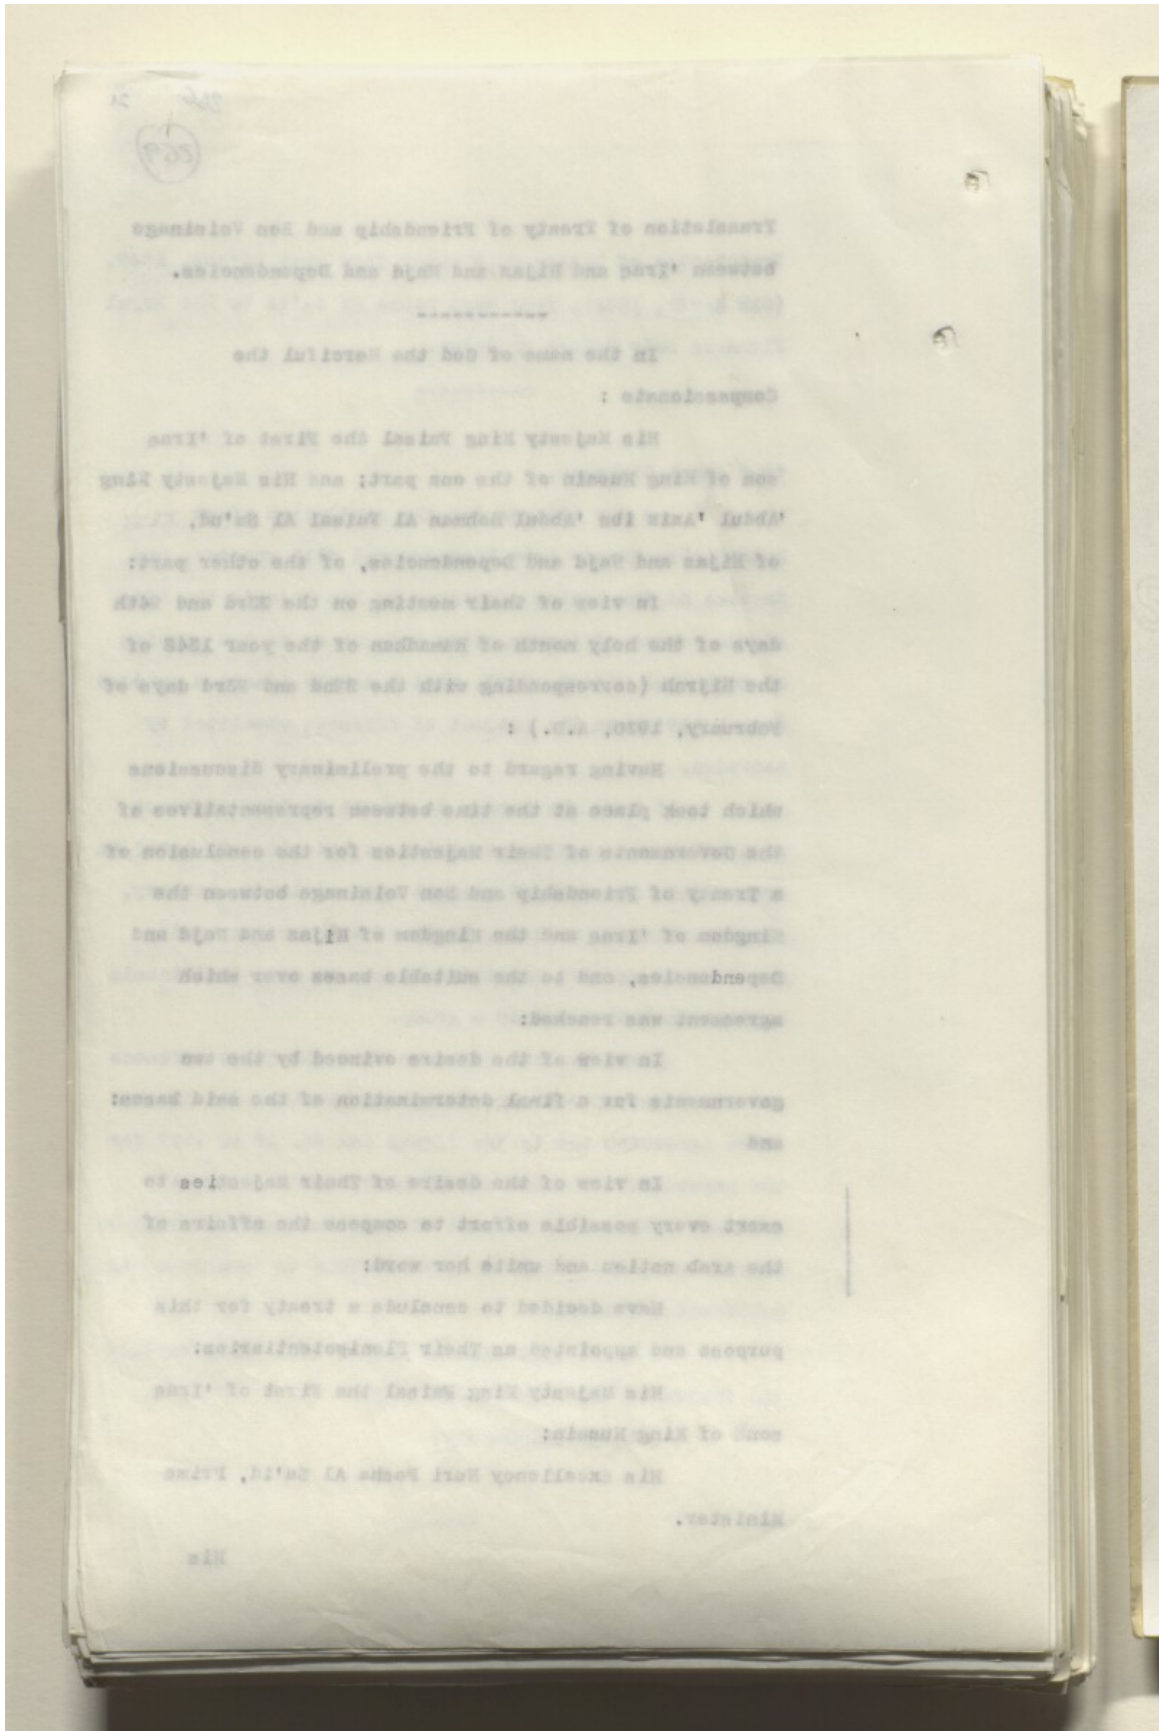 264 21
269
Translation of Treaty of Friendship and Bon Voisinage
between 'Iraq and Hijaz and Najd and Dependencies.
------------
In the name of God the Merciful the
Compassionate :
His Majesty King Faisal the First of 'Iraq
son of King Husain of the one part; and His Majesty King
'Abdul 'Aziz ibn 'Abdul Rahman Al Faisal Al Sa'ud,
of Hijaz and Najd and Dependencies, of the other part:
In view of their meeting on the 23rd and 24th
days of the holy month of Ramadhan of the year 1348 of
the Hijrah (corresponding with the 22nd and 23rd days of
February, 1930, A.D.) :
Having regard to the preliminary discussions
which took place at the time between representatives of
the Governments of Their Majesties for the conclusion of
a Treaty of Friendship and Bon Voisinage between the
Kingdom of 'Iraq and the Kingdom of Hijaz and Najd and
Dependencies, and to the suitable bases over which
agreement was reached:
In view of the desire evinced by the two
governments for a final determination of the said bases:
and
In view of the desire of Their Majesties to
exert every possible effort to compose the affairs of
the Arab nation and unite her word:
Have decided to conclude a treaty for this
purpose and appointed as Their Plenipotentiaries:
His Majesty King Faisal the First of 'Iraq
son of King Husain:
His Excellency Nuri Pasha Al Sa'id, Prime
Minister.
His